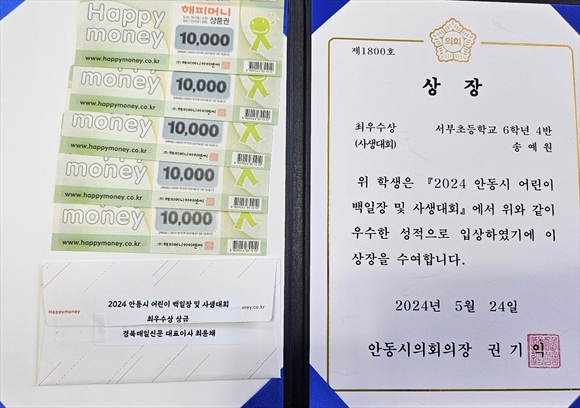 Happy
money
해피머니
상품권
10,000
www.happymoney.co.kr
money
10,000
www.happymoney.co.kr
money
10,000
www.happymoney.co.kr
money
10,000
www.happymoney.co.kr
money
10,000
www.happymoney.co.kr
Happymoney
2024 안동시 어린이 백일장 및 사생대회
최우수상 상금
경북매일신문 대표이사 최윤채
제1800호
의회
상장
최우수상 서부초등학교 6학년 4반
(사생대회) 송예원
위 학생은 『2024 안동시 어린이
백일장 및 사생대회』에서 위와 같이
우수한 성적으로 입상하였기에 이
상장을 수여합니다.
2024년 5월 24일
안동시의회의장 권기익